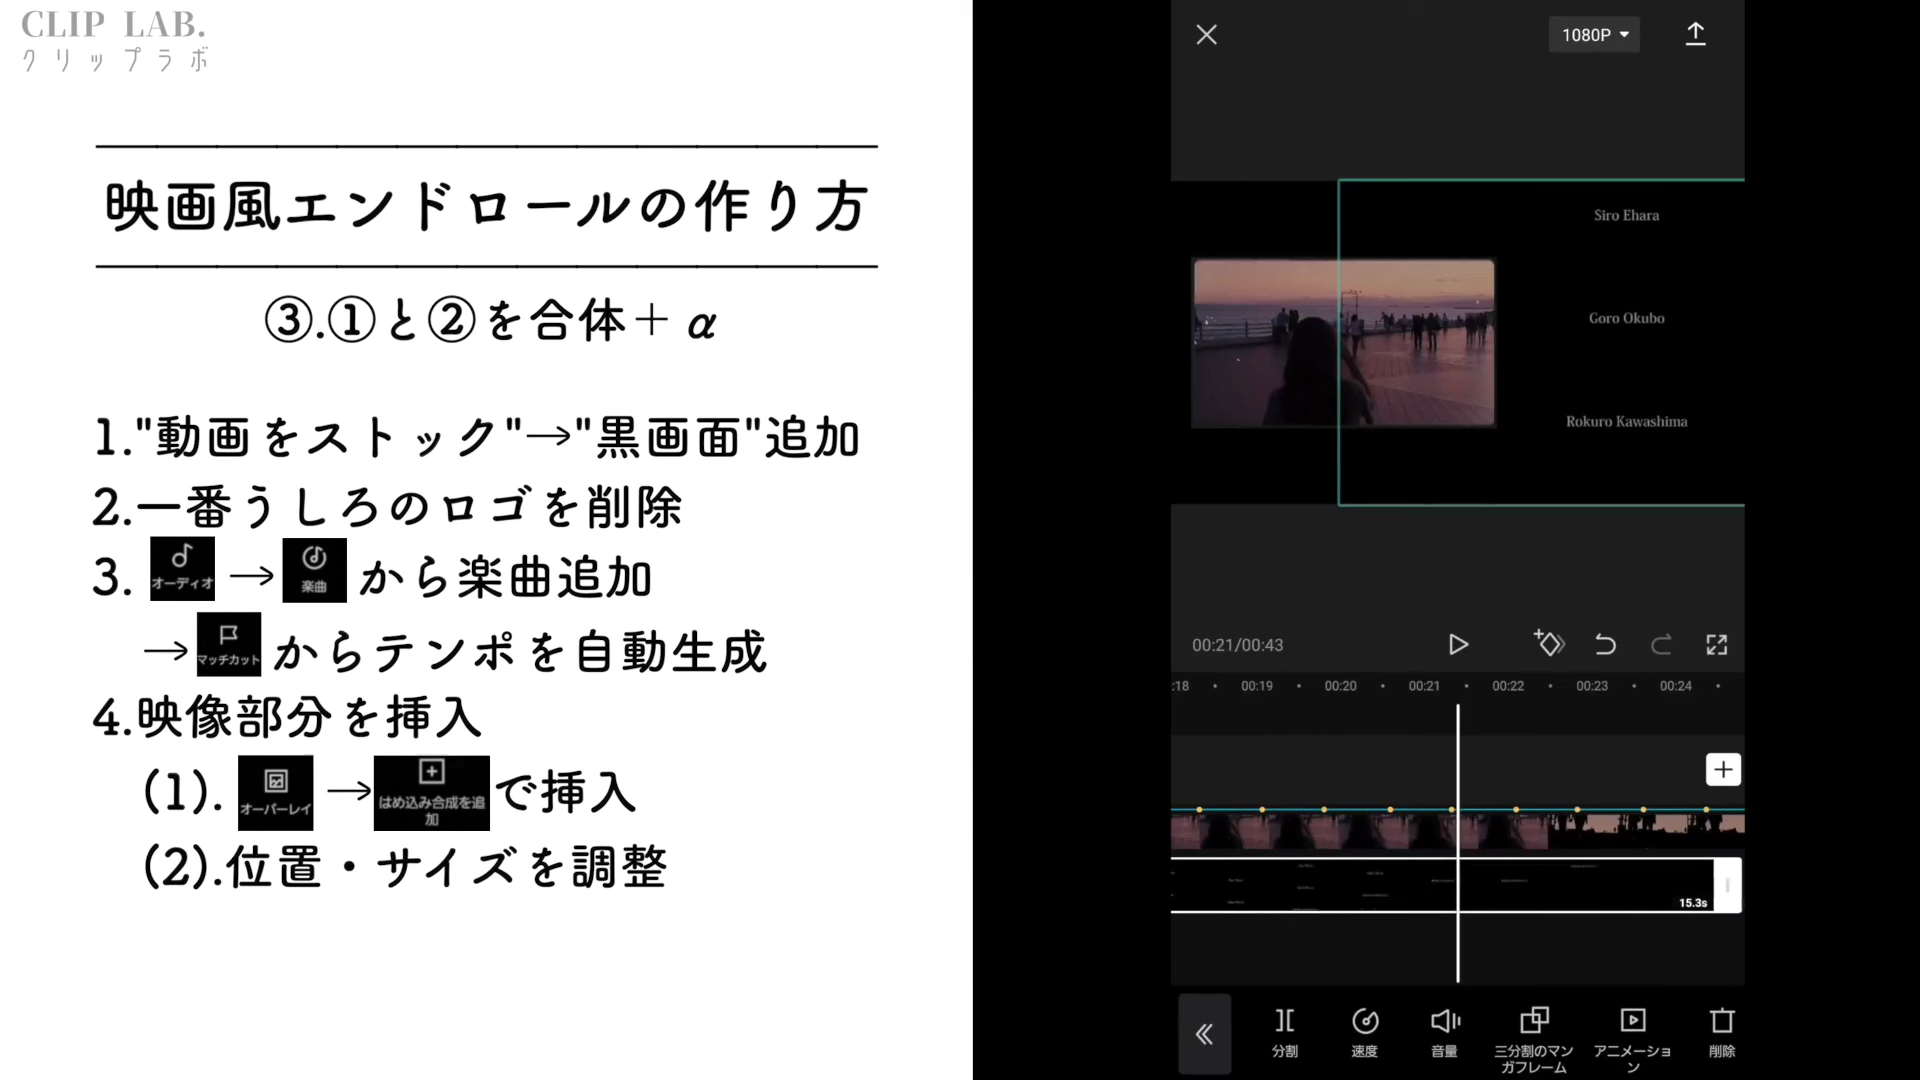 CLIP LAB.
クリップラボ
映画風エンドロールの作り方
③.①と②を合体＋α
1."動画をストック"→"黒画面"追加
2.一番うしろのロゴを削除
3. オーディオ → 楽曲 から楽曲追加
→ マッチカット からテンポを自動生成
4.映像部分を挿入
(1). オーバーレイ → はめ込み合成を追加 で挿入
(2).位置・サイズを調整
1080P
Siro Ehara
Goro Okubo
Rokuro Kawashima
00:21/00:43
:18 00:19 00:20 00:21 00:22 00:23 00:24
15.3s
分割 速度 音量 三分割のマンガフレーム アニメーション 削除